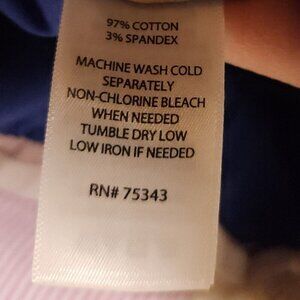 97% COTTON
3% SPANDEX
MACHINE WASH COLD
SEPARATELY
NON-CHLORINE BLEACH
WHEN NEEDED
TUMBLE DRY LOW
LOW IRON IF NEEDED
RN# 75343